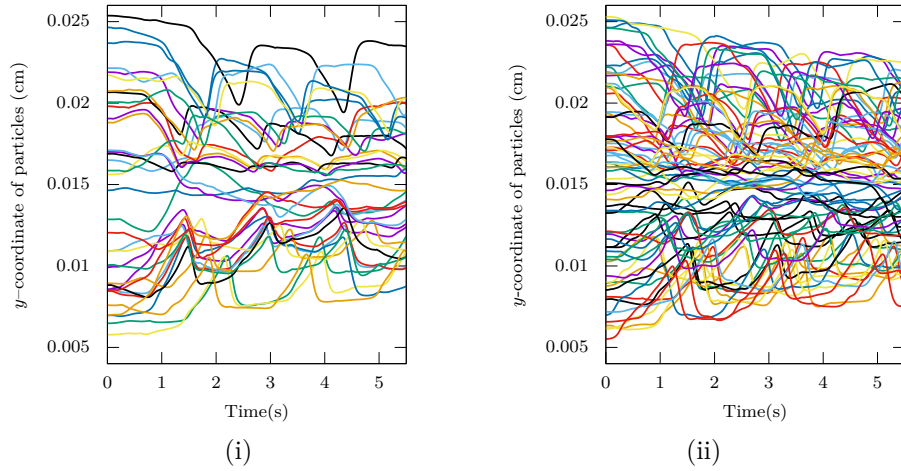 0.025
0.02
0.015
0.01
0.005
y-coordinate of particles (cm)
0 1 2 3 4 5
Time(s)
(i)
0.025
0.02
0.015
0.01
0.005
y-coordinate of particles (cm)
0 1 2 3 4 5
Time(s)
(ii)